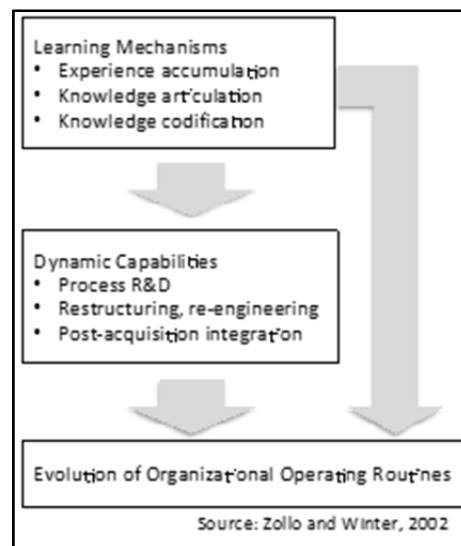 Learning Mechanisms
• Experience accumulation
• Knowledge articulation
• Knowledge codification
Dynamic Capabilities
• Process R&D
• Restructuring, re-engineering
• Post-acquisition integration
Evolution of Organizational Operating Routines
Source: Zollo and Winter, 2002